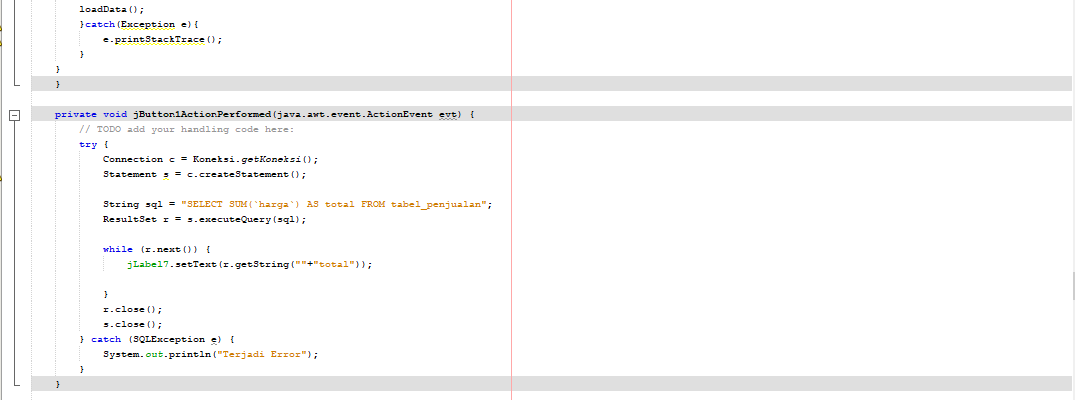 loadData();
}catch(Exception e){
e.printStackTrace();
}
}
}
private void jButton1ActionPerformed(java.awt.event.ActionEvent evt) {
// TODO add your handling code here:
try {
Connection c = Koneksi.getKoneksi();
Statement s = c.createStatement();
String sql = "SELECT SUM(`harga`) AS total FROM tabel_penjualan";
ResultSet r = s.executeQuery(sql);
while (r.next()) {
jLabel7.setText(r.getString(""+"total"));
}
r.close();
s.close();
} catch (SQLException e) {
System.out.println("Terjadi Error");
}
}